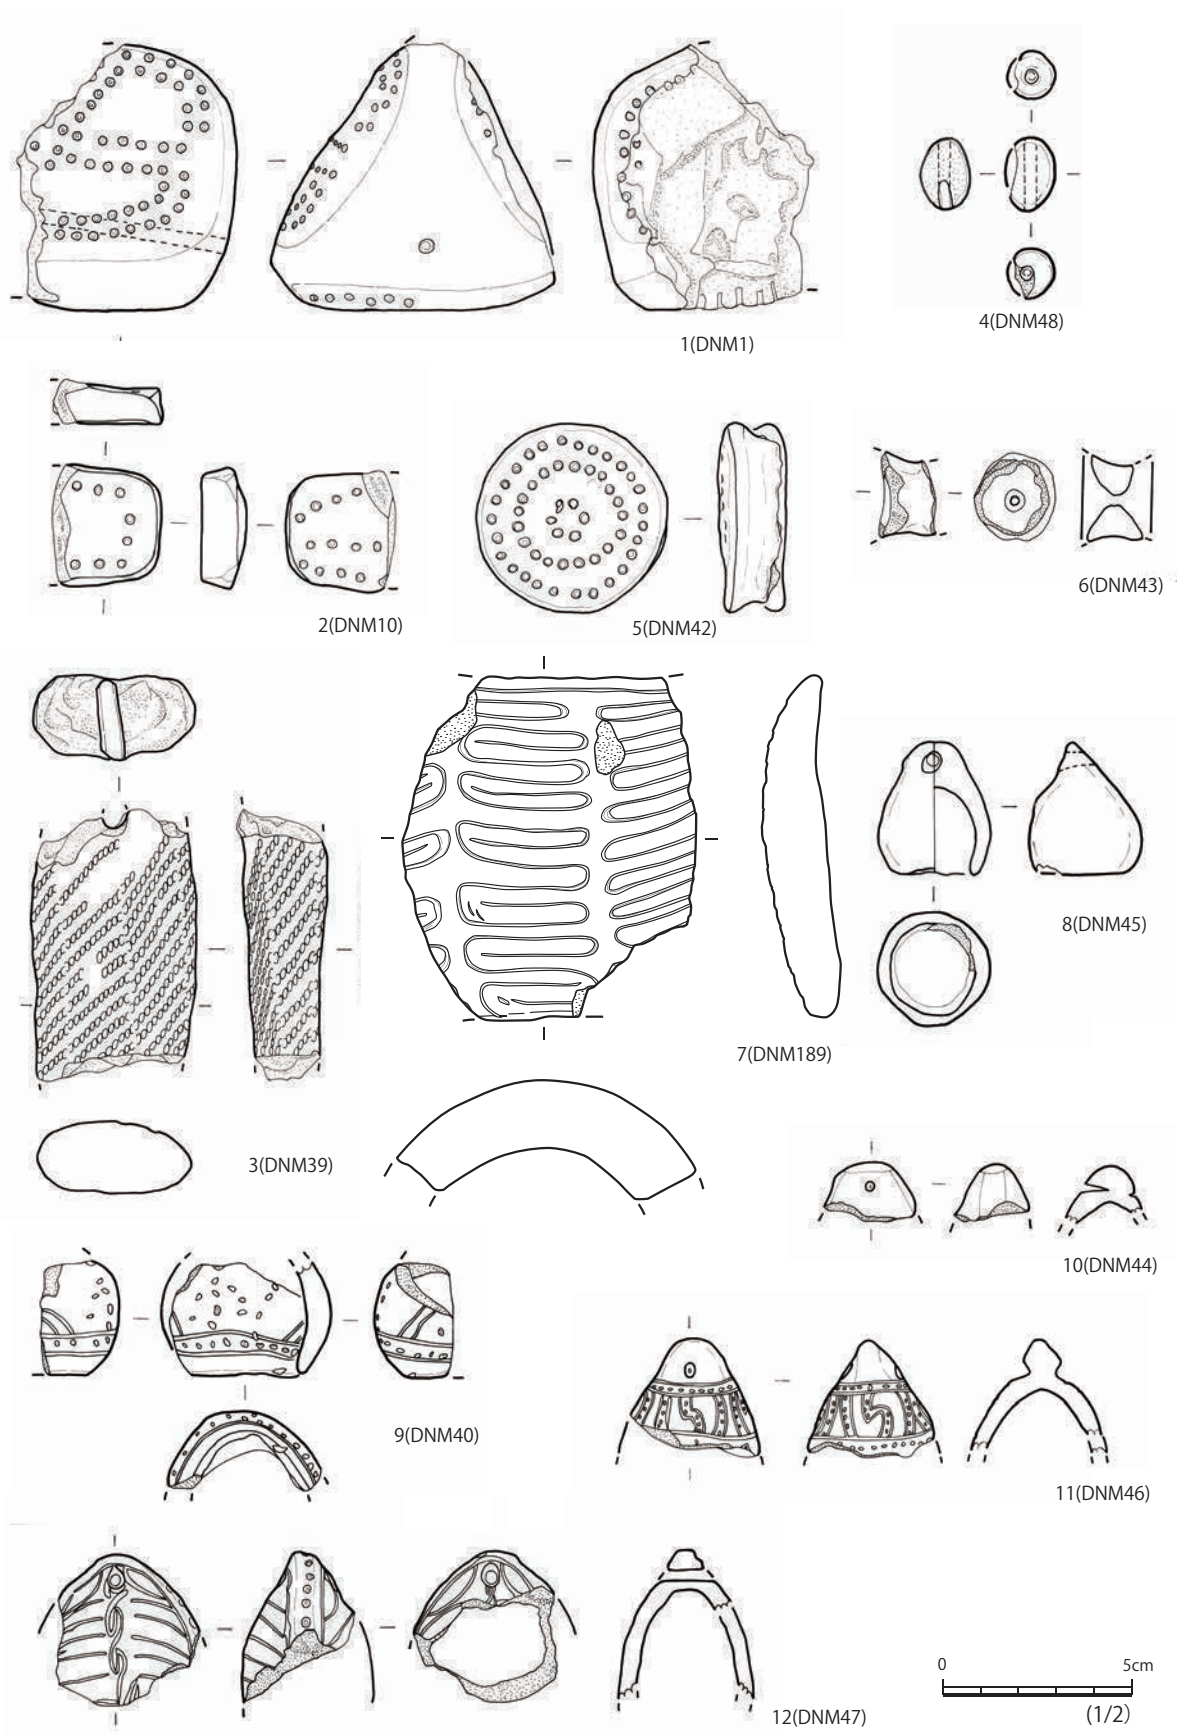 1(DNM1)
4(DNM48)
2(DNM10)
5(DNM42)
6(DNM43)
3(DNM39)
7(DNM189)
8(DNM45)
9(DNM40)
10(DNM44)
11(DNM46)
12(DNM47)
0 5cm
(1/2)